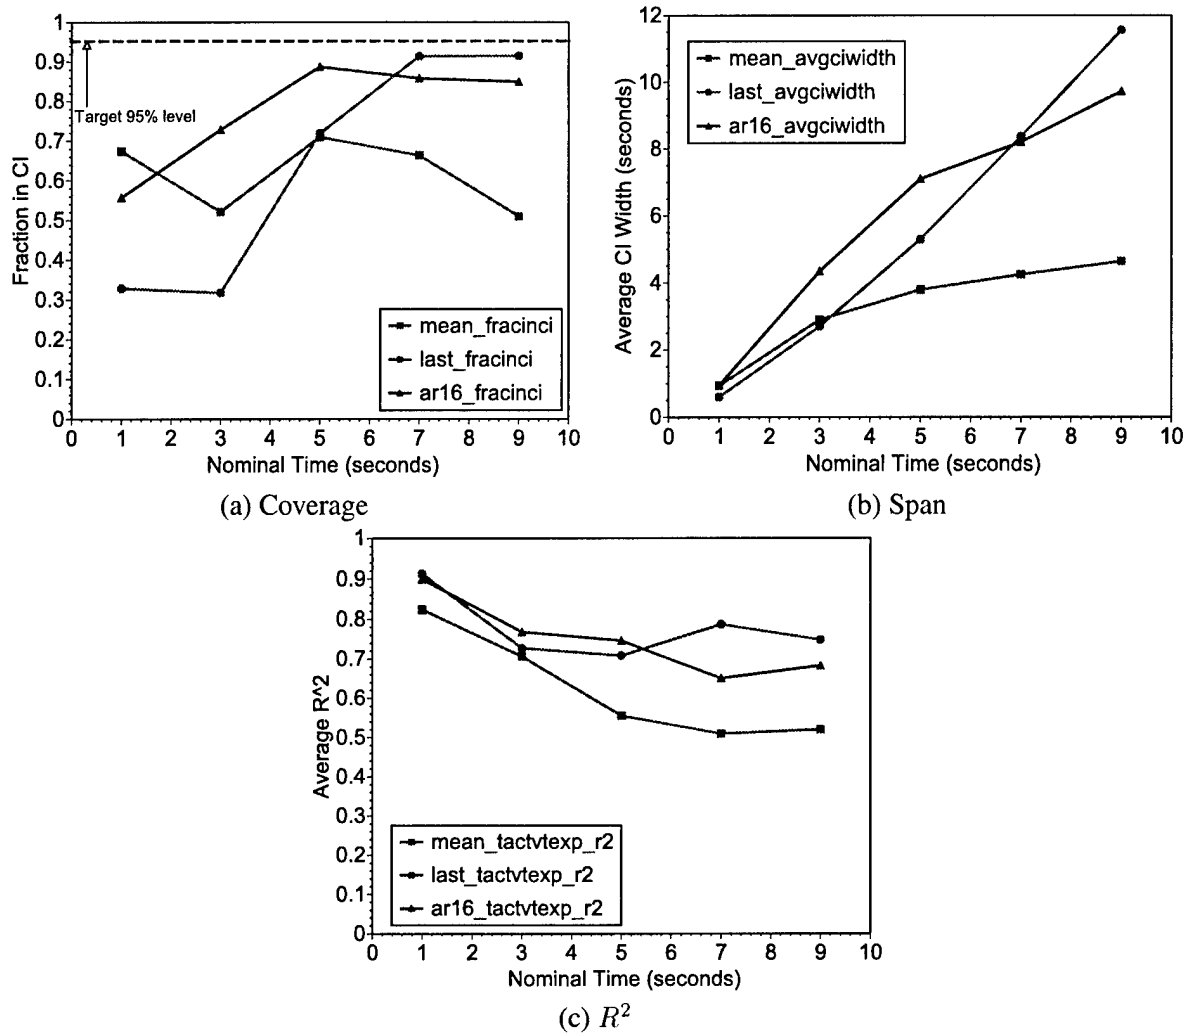 1
0.9
0.8
0.7
0.6
0.5
0.4
0.3
0.2
0.1
0
Fraction in CI
Target 95% level
mean_fracinci
last_fracinci
ar16_fracinci
0 1 2 3 4 5 6 7 8 9 10
Nominal Time (seconds)
(a) Coverage
12
10
8
6
4
2
0
Average CI Width (seconds)
mean_avgciwidth
last_avgciwidth
ar16_avgciwidth
0 1 2 3 4 5 6 7 8 9 10
Nominal Time (seconds)
(b) Span
1
0.9
0.8
0.7
0.6
0.5
0.4
0.3
0.2
0.1
0
Average R^2
mean_tactvtexp_r2
last_tactvtexp_r2
ar16_tactvtexp_r2
0 1 2 3 4 5 6 7 8 9 10
Nominal Time (seconds)
(c) R²